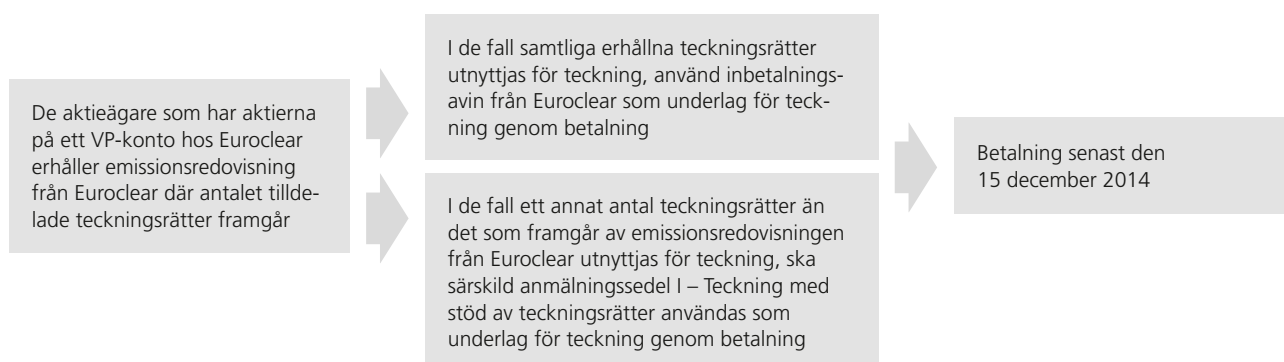 De aktieägare som har aktierna
på ett VP-konto hos Euroclear
erhåller emissionsredovisning
från Euroclear där antalet tillde-
lade teckningsrätter framgår
I de fall samtliga erhållna teckningsrätter
utnyttjas för teckning, använd inbetalnings-
avin från Euroclear som underlag för teck-
ning genom betalning
I de fall ett annat antal teckningsrätter än
det som framgår av emissionsredovisningen
från Euroclear utnyttjas för teckning, ska
särskild anmälningssedel I – Teckning med
stöd av teckningsrätter användas som
underlag för teckning genom betalning
Betalning senast den
15 december 2014